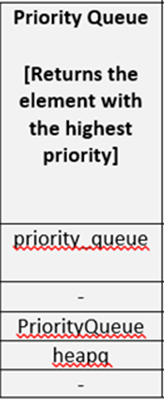 Priority Queue
[Returns the
element with
the highest
priority]
priority_queue
-
PriorityQueue
heapq
-